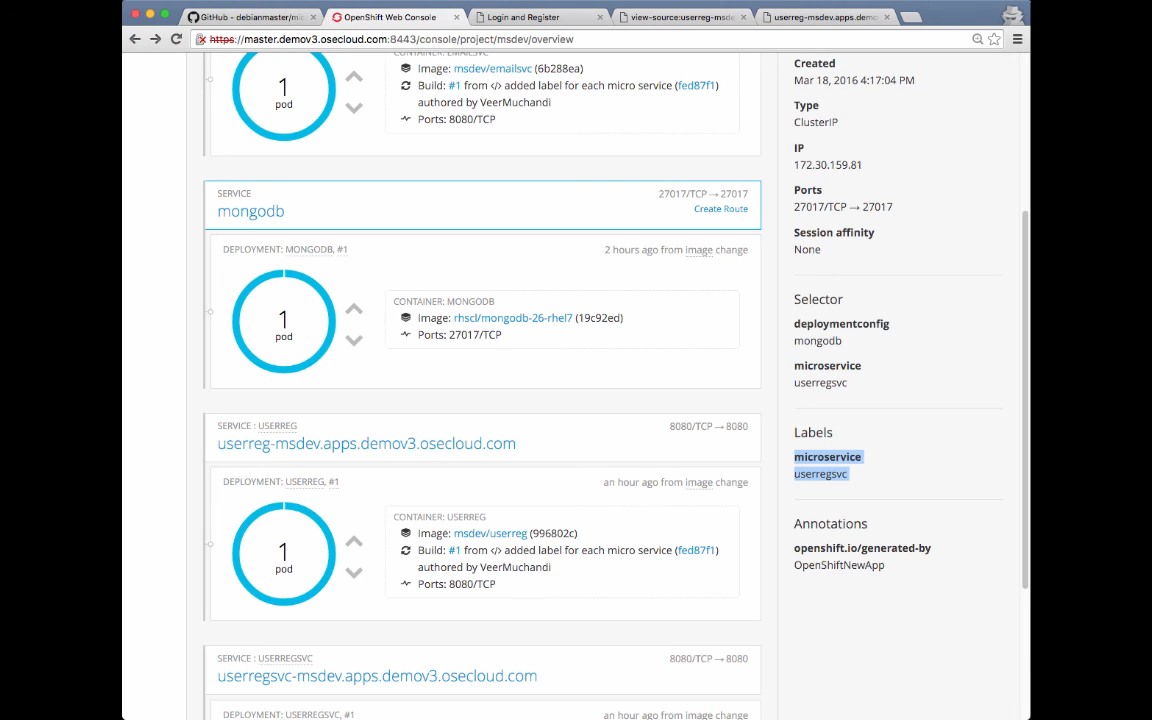 GitHub - debianmaster/mic
OpenShift Web Console
Login and Register
view-source:userreg-msde
userreg-msdev.apps.demov
https://master.demov3.osecloud.com:8443/console/project/msdev/overview
CONTAINER: EMAILSVC
Image: msdev/emailsvc (6b288ea)
Build: #1 from </> added label for each micro service (fed87f1)
authored by VeerMuchandi
Ports: 8080/TCP
1
pod
SERVICE
27017/TCP → 27017
mongodb
Create Route
DEPLOYMENT: MONGODB, #1
2 hours ago from image change
1
pod
CONTAINER: MONGODB
Image: rhscl/mongodb-26-rhel7 (19c92ed)
Ports: 27017/TCP
SERVICE : USERREG
8080/TCP → 8080
userreg-msdev.apps.demov3.osecloud.com
DEPLOYMENT: USERREG, #1
an hour ago from image change
1
pod
CONTAINER: USERREG
Image: msdev/userreg (996802c)
Build: #1 from </> added label for each micro service (fed87f1)
authored by VeerMuchandi
Ports: 8080/TCP
SERVICE : USERREGSVC
8080/TCP → 8080
userregsvc-msdev.apps.demov3.osecloud.com
DEPLOYMENT: USERREGSVC, #1
an hour ago from image change
Created
Mar 18, 2016 4:17:04 PM
Type
ClusterIP
IP
172.30.159.81
Ports
27017/TCP → 27017
Session affinity
None
Selector
deploymentconfig
mongodb
microservice
userregsvc
Labels
microservice
userregsvc
Annotations
openshift.io/generated-by
OpenShiftNewApp